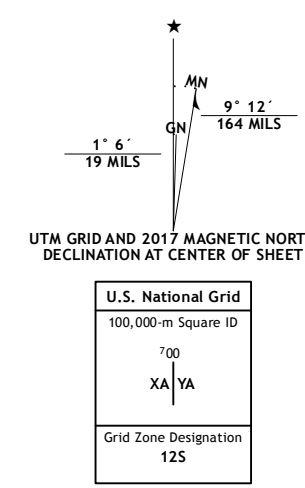 ★
MN
9° 12´
164 MILS
GN
1° 6´
19 MILS
UTM GRID AND 2017 MAGNETIC NORT
DECLINATION AT CENTER OF SHEET
U.S. National Grid
100,000-m Square ID
⁷00
XA YA
Grid Zone Designation
12S